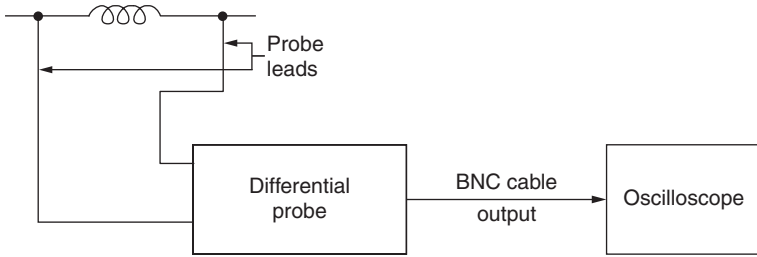 Probe
leads
Differential
probe
BNC cable
output
Oscilloscope